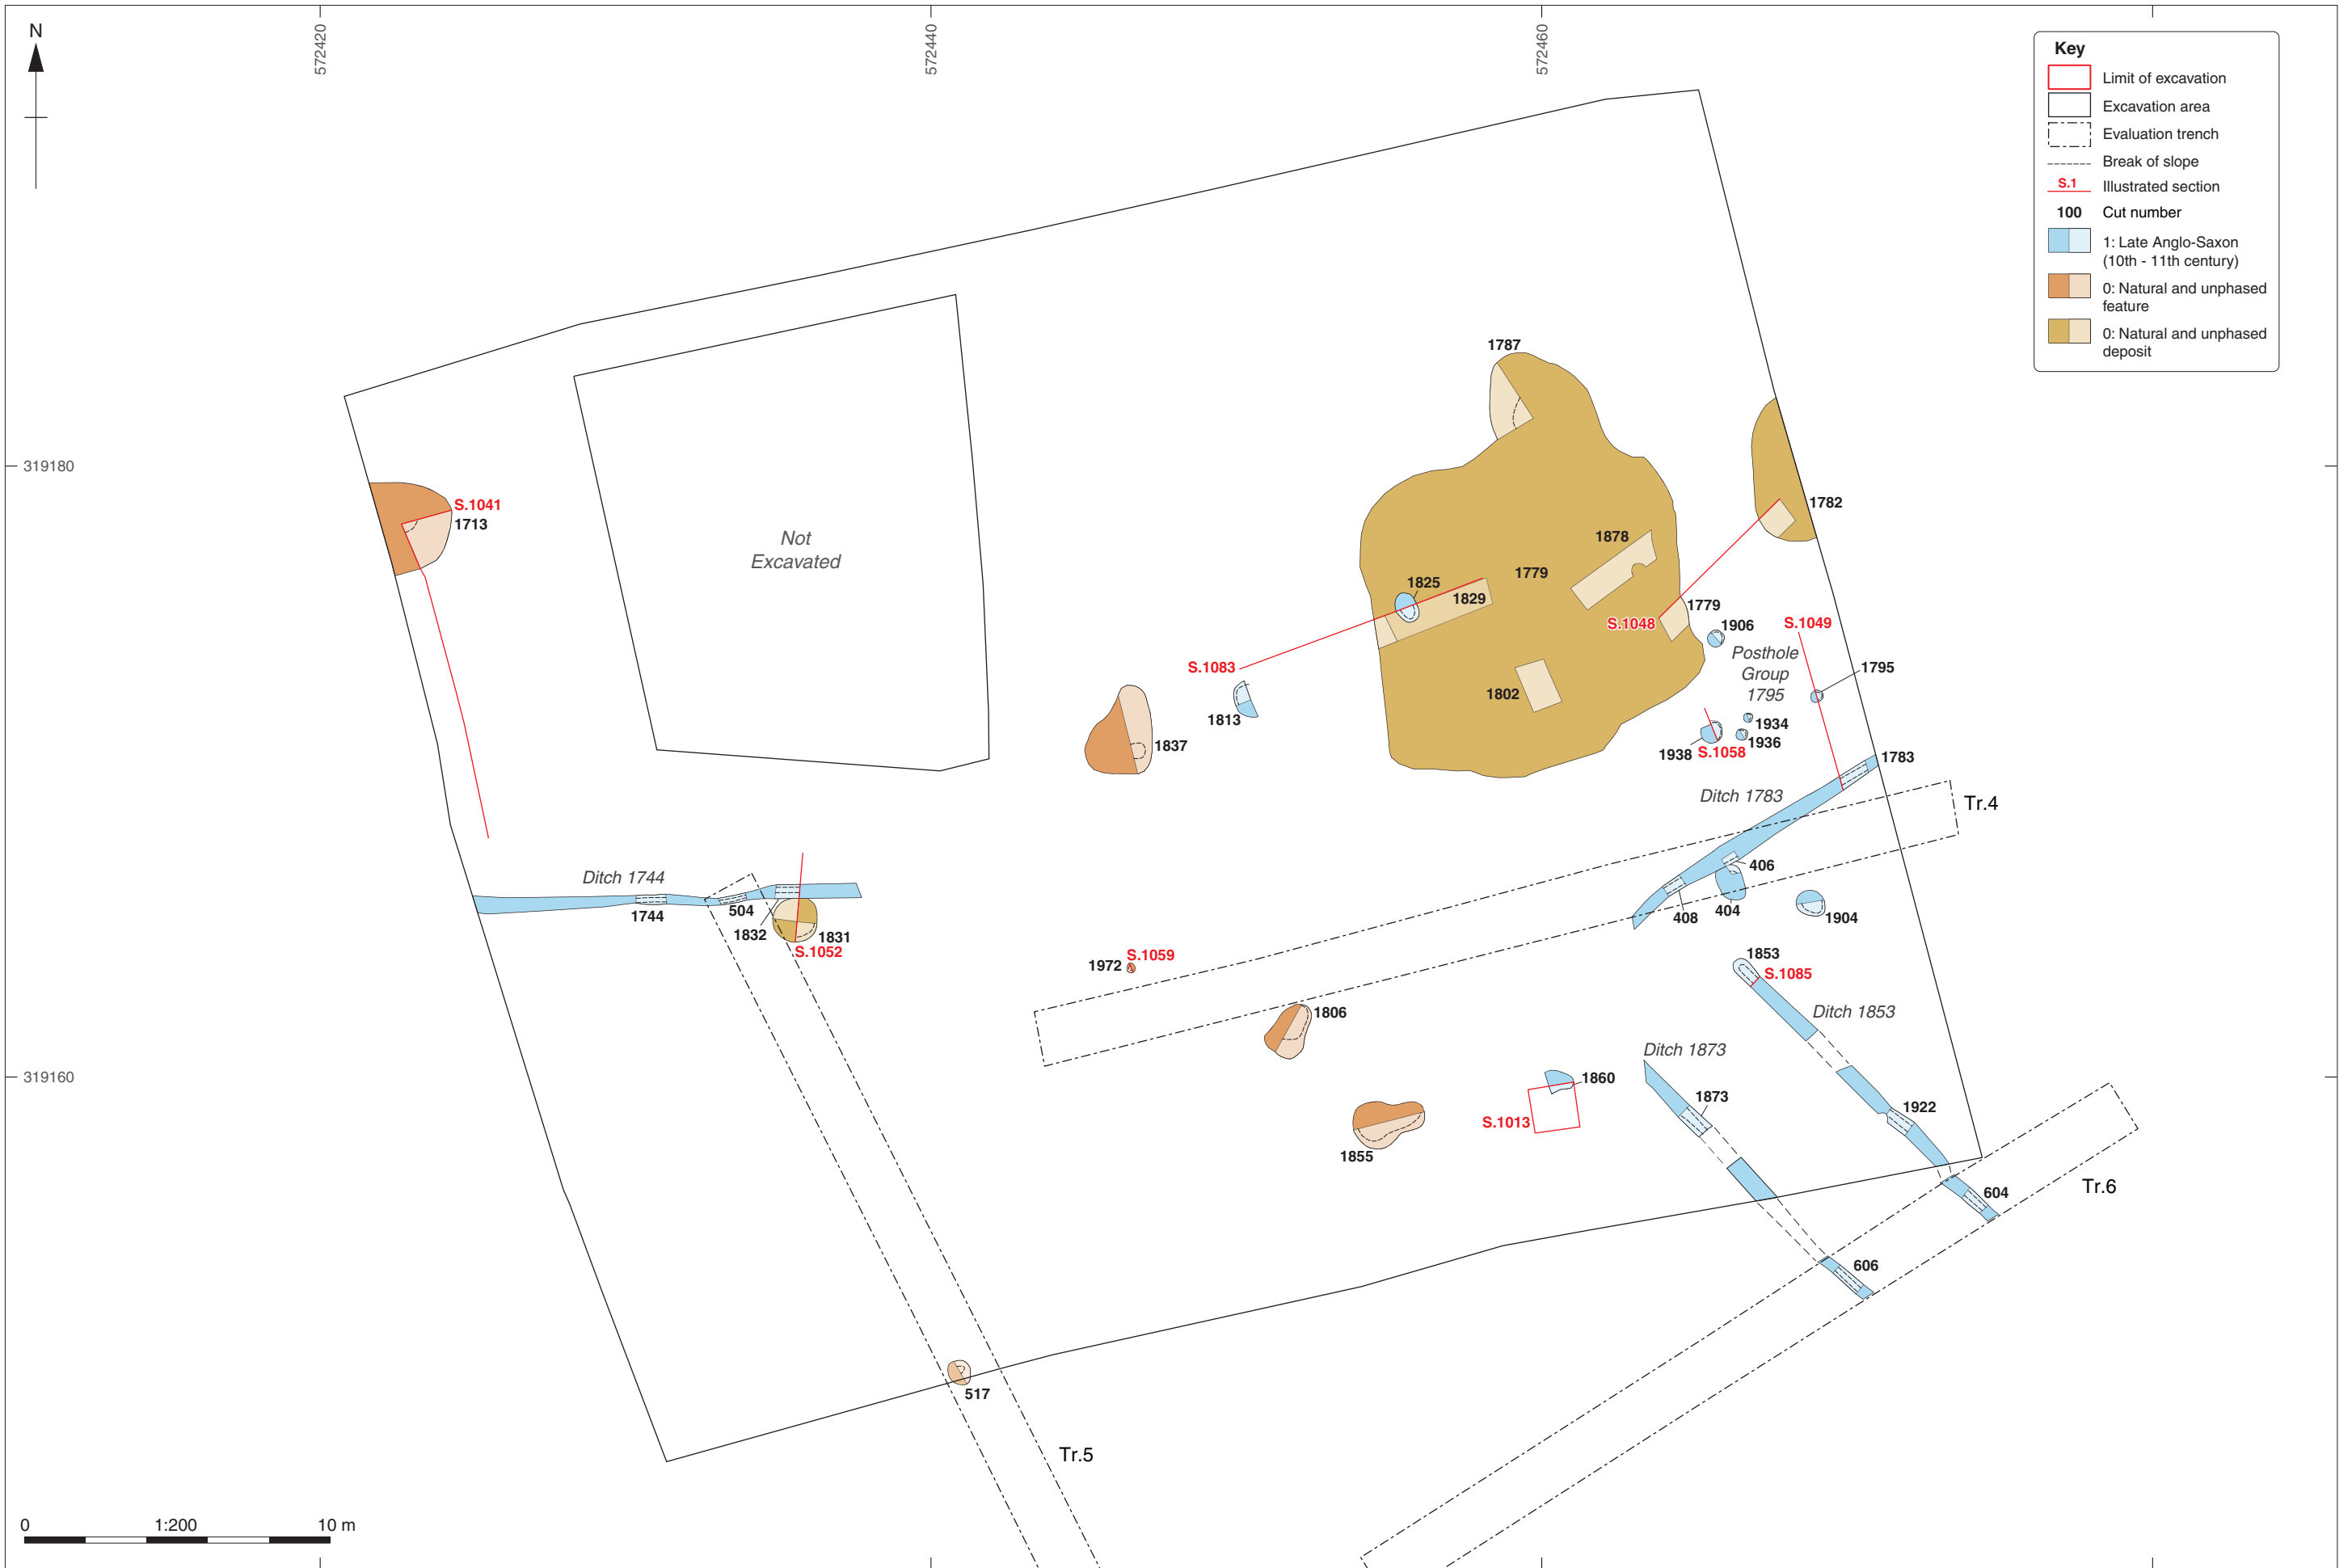 N
572420
572440
572460
Key
Limit of excavation
Excavation area
Evaluation trench
Break of slope
S.1
Illustrated section
100
Cut number
1: Late Anglo-Saxon
(10th - 11th century)
0: Natural and unphased
feature
0: Natural and unphased
deposit
1787
319180
S.1041
1713
1782
Not
Excavated
1878
1779
1825
1829
1779
S.1048
1906
S.1049
Posthole
Group
1795
1795
S.1083
1802
1813
1934
1936
1938
S.1058
1837
1783
Ditch 1783
Tr.4
406
404
408
1904
Ditch 1744
1744
504
1832
1831
S.1052
1972
S.1059
1853
S.1085
Ditch 1853
1806
Ditch 1873
319160
1860
S.1013
1873
1922
1855
604
Tr.6
606
517
Tr.5
0
1:200
10 m